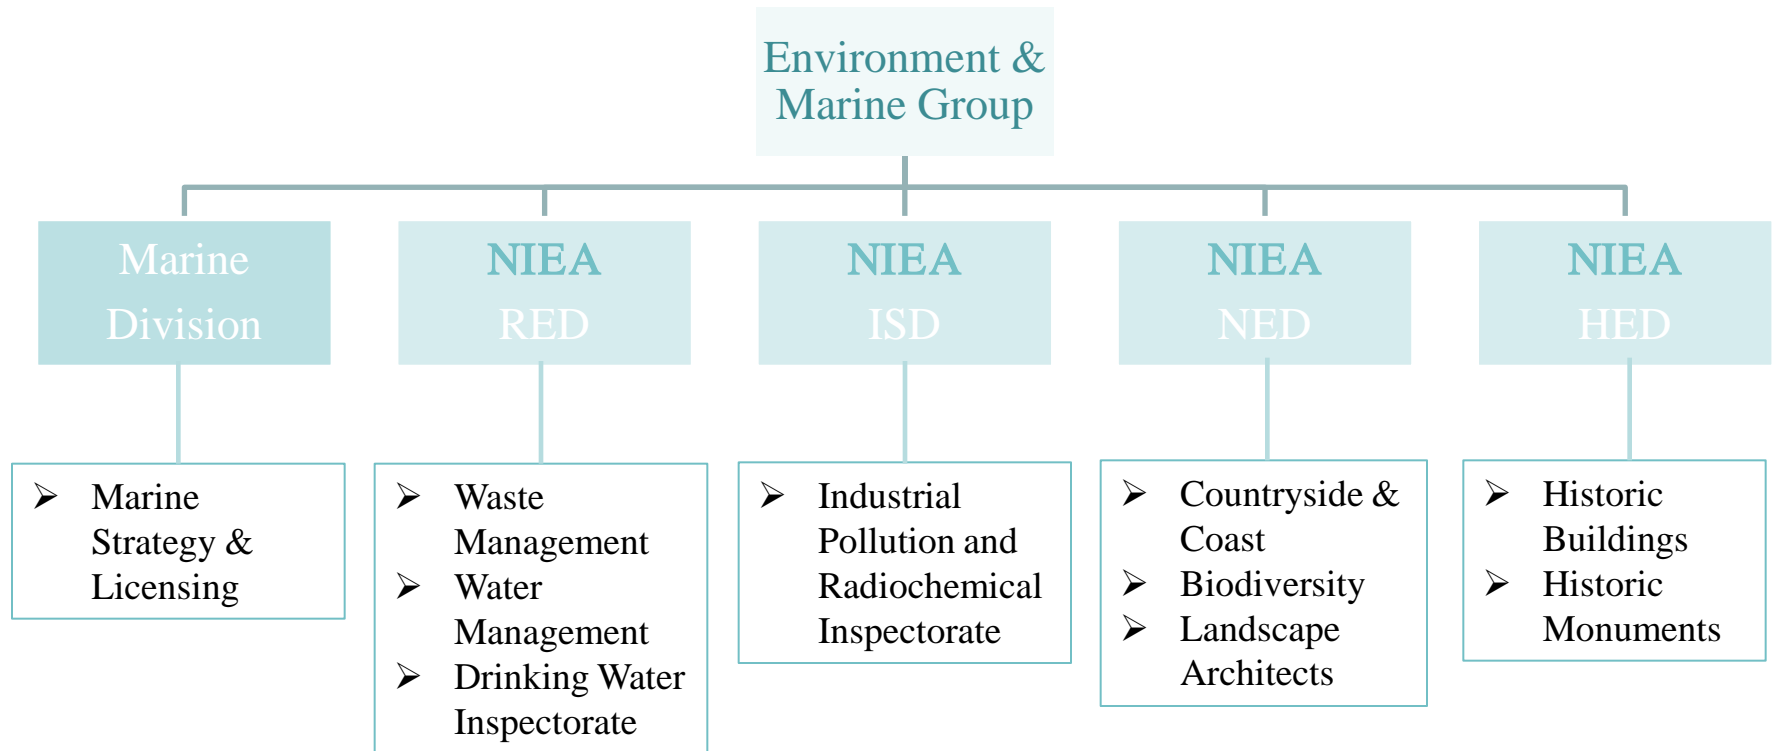 Environment &
Marine Group
Marine
Division
NIEA
RED
NIEA
ISD
NIEA
NED
NIEA
HED
➢ Marine
Strategy &
Licensing
➢ Waste
Management
➢ Water
Management
➢ Drinking Water
Inspectorate
➢ Industrial
Pollution and
Radiochemical
Inspectorate
➢ Countryside &
Coast
➢ Biodiversity
➢ Landscape
Architects
➢ Historic
Buildings
➢ Historic
Monuments